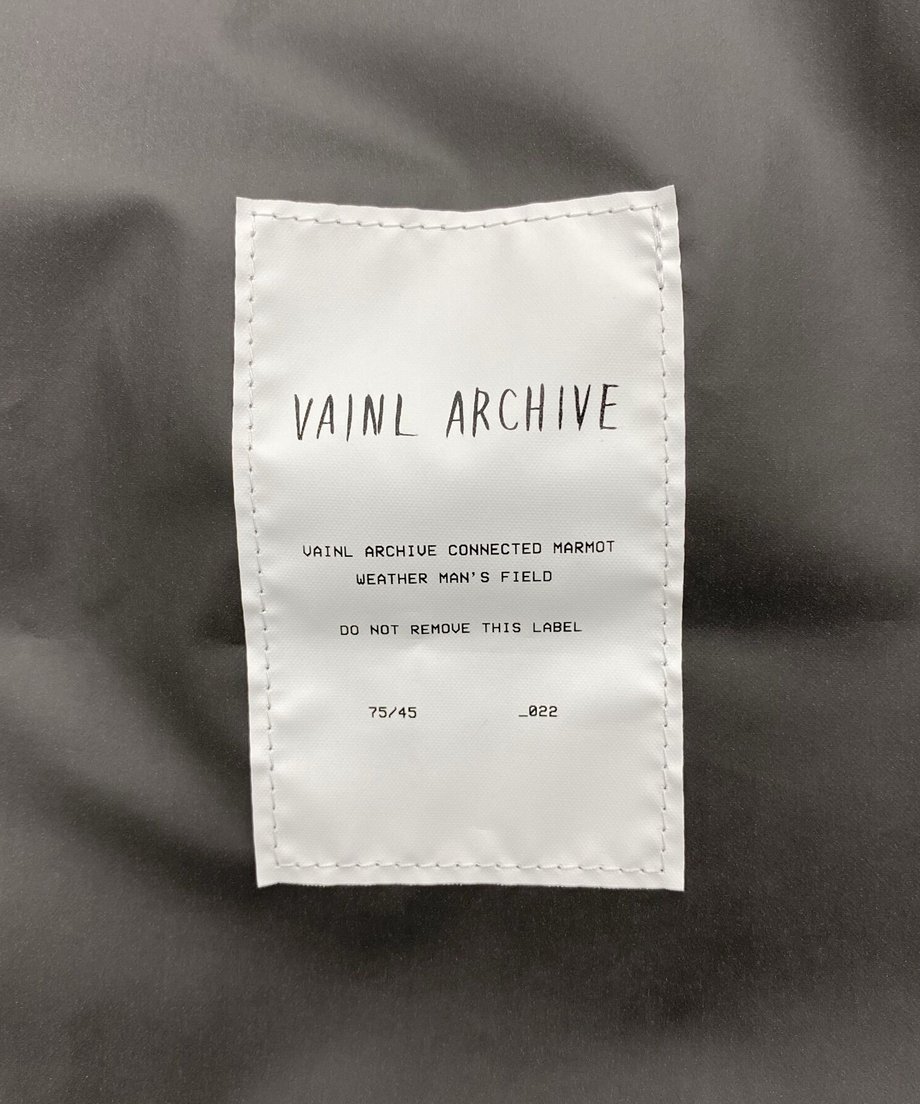 VAINL ARCHIVE
VAINL ARCHIVE CONNECTED MARMOT
WEATHER MAN'S FIELD
DO NOT REMOVE THIS LABEL
75/45 _022